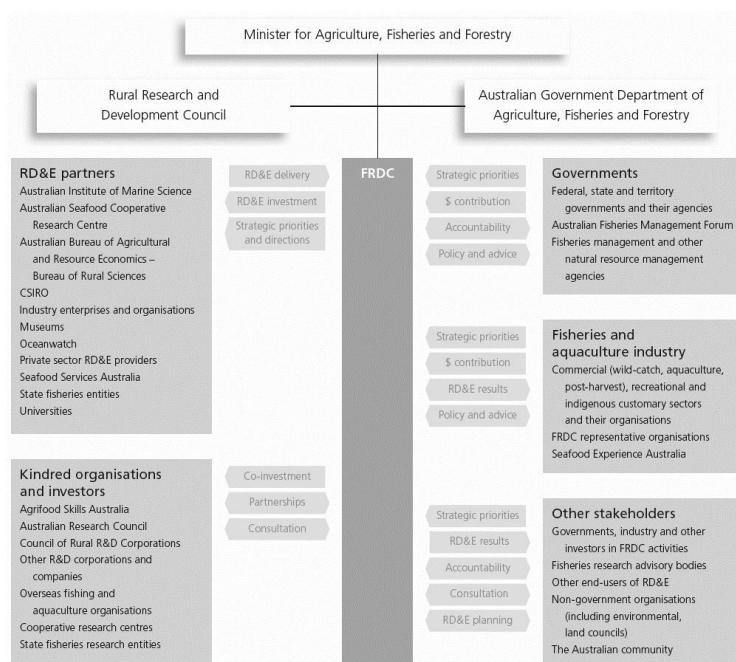 Minister for Agriculture, Fisheries and Forestry
Rural Research and
Development Council
Australian Government Department of
Agriculture, Fisheries and Forestry
RD&E partners
Australian Institute of Marine Science
Australian Seafood Cooperative
Research Centre
Australian Bureau of Agricultural
and Resource Economics –
Bureau of Rural Sciences
CSIRO
Industry enterprises and organisations
Museums
Oceanwatch
Private sector RD&E providers
Seafood Services Australia
State fisheries entities
Universities
RD&E delivery
RD&E investment
Strategic priorities
and directions
Kindred organisations
and investors
Agrifood Skills Australia
Australian Research Council
Council of Rural R&D Corporations
Other R&D corporations and
companies
Overseas fishing and
aquaculture organisations
Cooperative research centres
State fisheries research entities
Co-investment
Partnerships
Consultation
FRDC
Strategic priorities
$ contribution
Accountability
Policy and advice
Governments
Federal, state and territory
governments and their agencies
Australian Fisheries Management Forum
Fisheries management and other
natural resource management
agencies
Strategic priorities
$ contribution
RD&E results
Policy and advice
Fisheries and
aquaculture industry
Commercial (wild-catch, aquaculture,
post-harvest), recreational and
indigenous customary sectors
and their organisations
FRDC representative organisations
Seafood Experience Australia
Strategic priorities
RD&E results
Accountability
Consultation
RD&E planning
Other stakeholders
Governments, industry and other
investors in FRDC activities
Fisheries research advisory bodies
Other end-users of RD&E
Non-government organisations
(including environmental,
land councils)
The Australian community